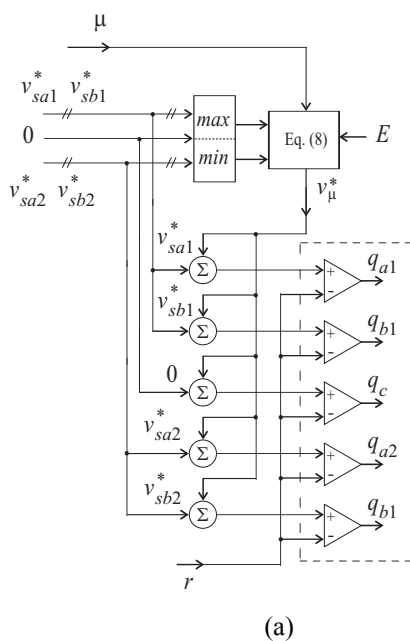 μ
v*sa1 v*sb1
0
v*sa2 v*sb2
max
min
Eq. (8)
E
v*μ
v*sa1
Σ
+
-
qa1
v*sb1
Σ
+
-
qb1
0
Σ
+
-
qc
v*sa2
Σ
+
-
qa2
v*sb2
Σ
+
-
qb1
r
(a)